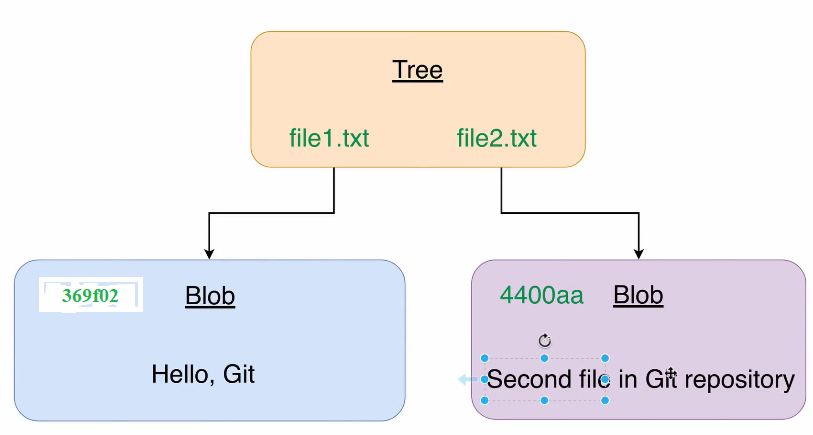 Tree
file1.txt
file2.txt
369f02
Blob
Hello, Git
4400aa
Blob
Second file in Git repository